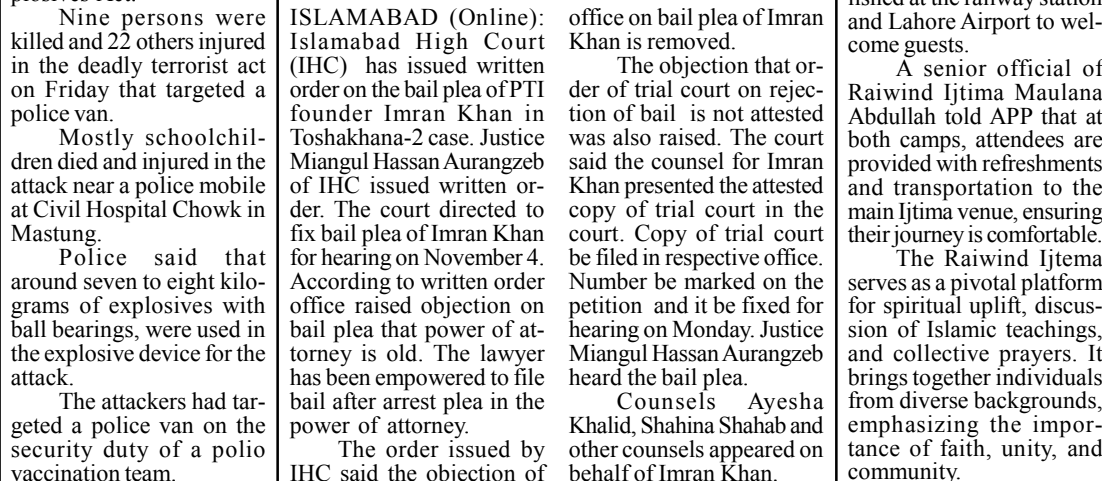 plosives Act.
Nine persons were
killed and 22 others injured
in the deadly terrorist act
on Friday that targeted a
police van.
Mostly schoolchil-
dren died and injured in the
attack near a police mobile
at Civil Hospital Chowk in
Mastung.
Police said that
around seven to eight kilo-
grams of explosives with
ball bearings, were used in
the explosive device for the
attack.
The attackers had tar-
geted a police van on the
security duty of a polio
vaccination team.
ISLAMABAD (Online):
Islamabad High Court
(IHC) has issued written
order on the bail plea of PTI
founder Imran Khan in
Toshakhana-2 case. Justice
Miangul Hassan Aurangzeb
of IHC issued written or-
der. The court directed to
fix bail plea of Imran Khan
for hearing on November 4.
According to written order
office raised objection on
bail plea that power of at-
torney is old. The lawyer
has been empowered to file
bail after arrest plea in the
power of attorney.
The order issued by
IHC said the objection of
office on bail plea of Imran
Khan is removed.
The objection that or-
der of trial court on rejec-
tion of bail is not attested
was also raised. The court
said the counsel for Imran
Khan presented the attested
copy of trial court in the
court. Copy of trial court
be filed in respective office.
Number be marked on the
petition and it be fixed for
hearing on Monday. Justice
Miangul Hassan Aurangzeb
heard the bail plea.
Counsels Ayesha
Khalid, Shahina Shahab and
other counsels appeared on
behalf of Imran Khan.
lished at the railway station
and Lahore Airport to wel-
come guests.
A senior official of
Raiwind Ijtima Maulana
Abdullah told APP that at
both camps, attendees are
provided with refreshments
and transportation to the
main Ijtima venue, ensuring
their journey is comfortable.
The Raiwind Ijtema
serves as a pivotal platform
for spiritual uplift, discus-
sion of Islamic teachings,
and collective prayers. It
brings together individuals
from diverse backgrounds,
emphasizing the impor-
tance of faith, unity, and
community.